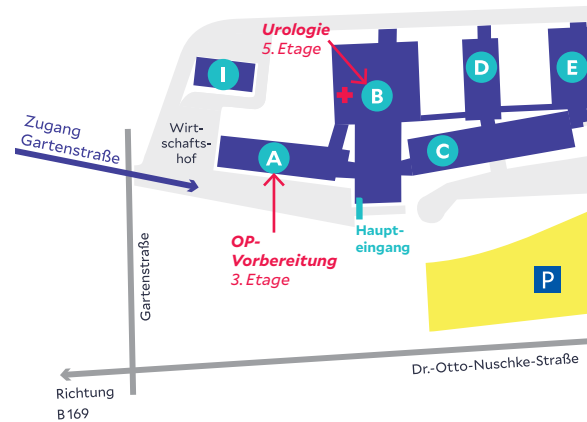 Urologie
5. Etage
I
D
E
B
Zugang
Gartenstraße
Wirt-
schafts-
hof
A
C
OP-
Vorbereitung
3. Etage
Haupt-
eingang
Gartenstraße
P
Dr.-Otto-Nuschke-Straße
Richtung
B 169